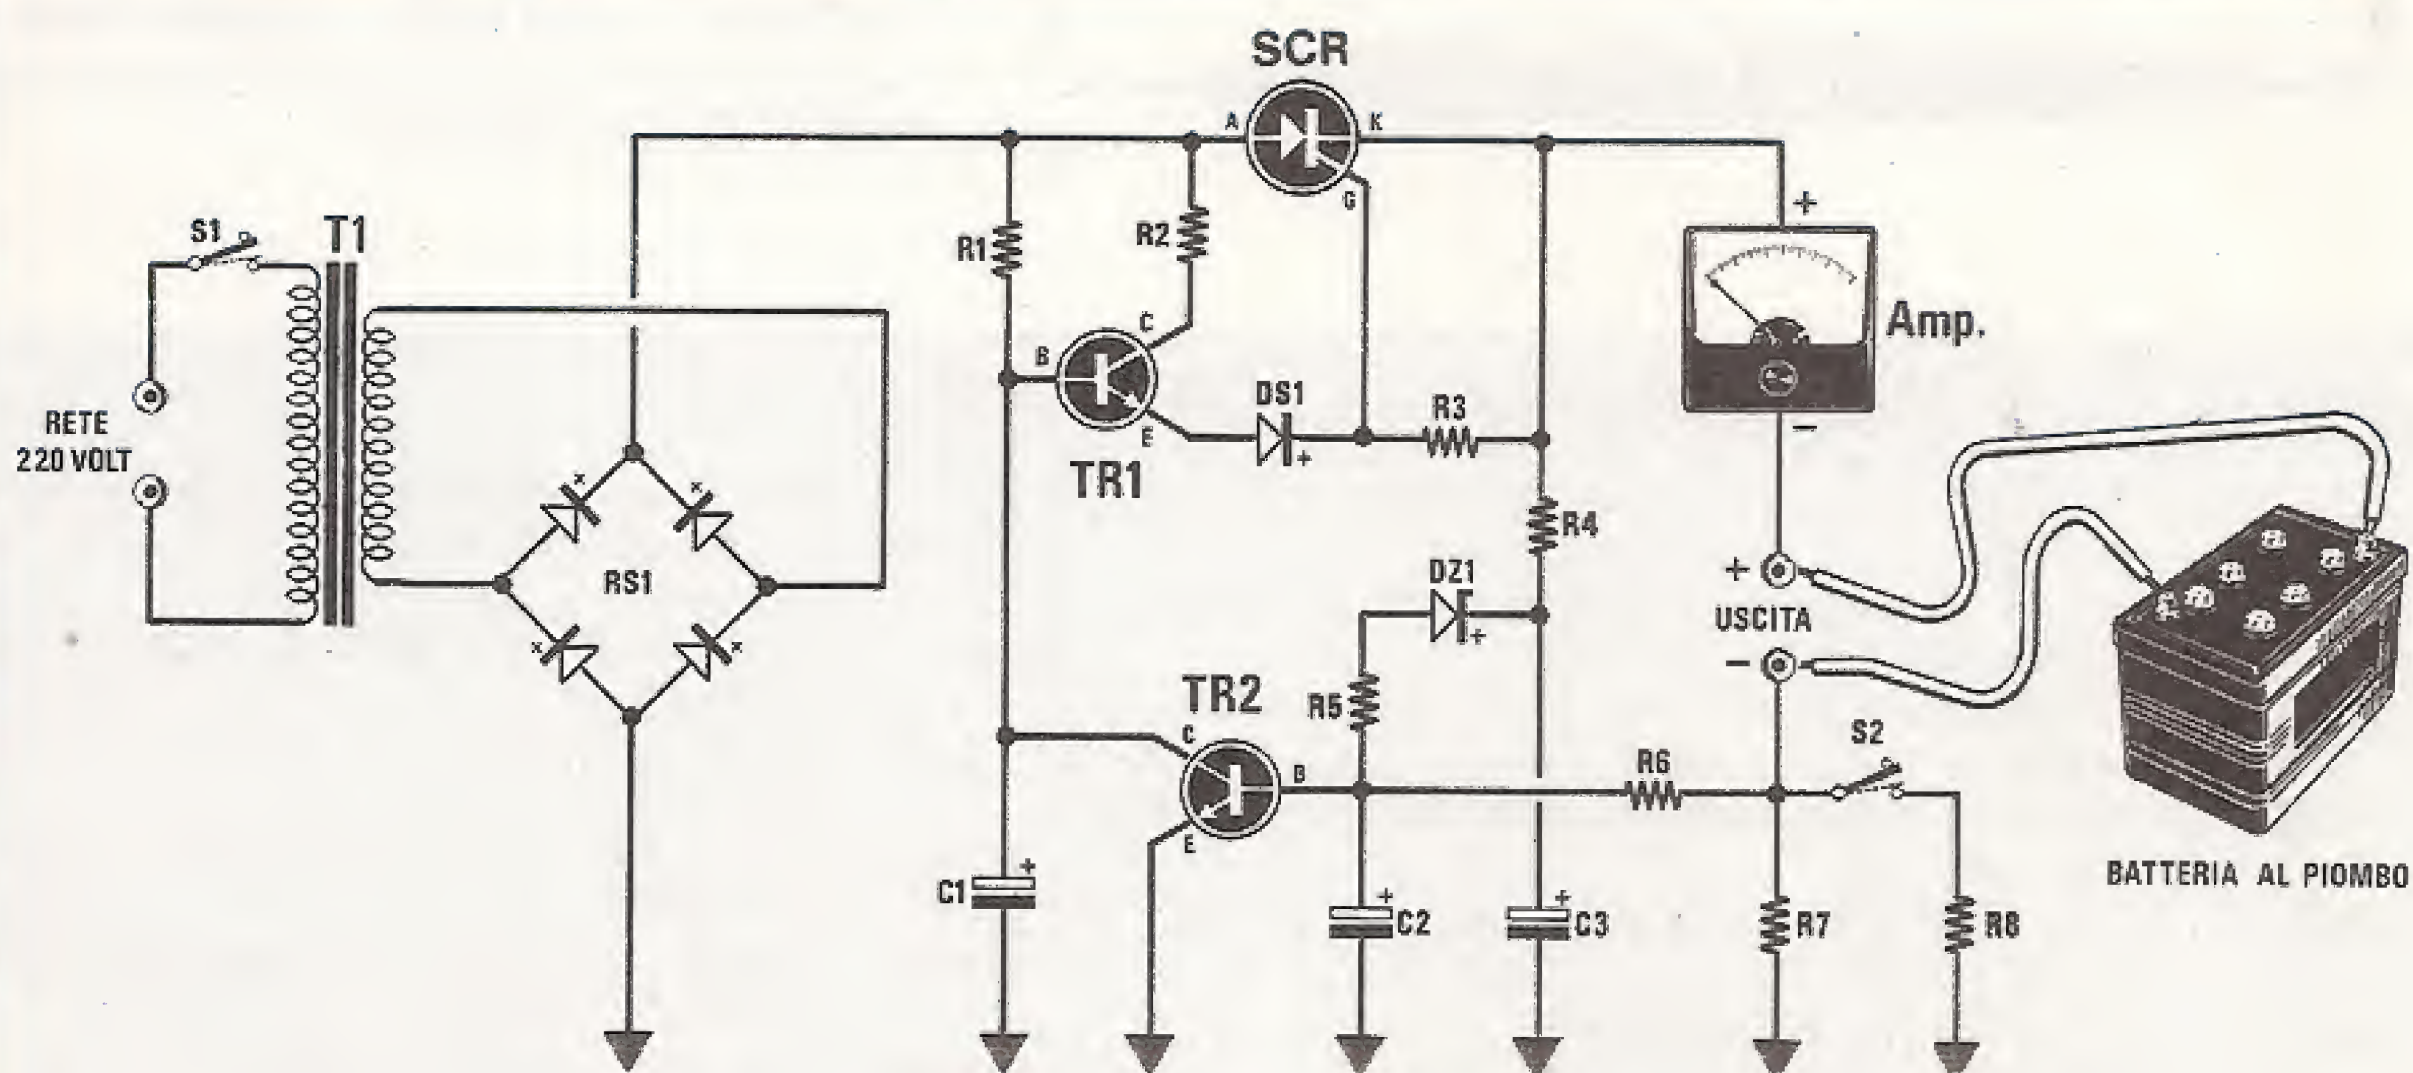 SCR
A
K
G
S1
T1
R1
R2
RETE
220 VOLT
B
C
E
TR1
DS1
+
R3
+
Amp.
-
R4
RS1
DZ1
+
+
USCITA
-
TR2
C
B
E
R5
R6
S2
C1
+
C2
+
C3
+
R7
R8
BATTERIA AL PIOMBO